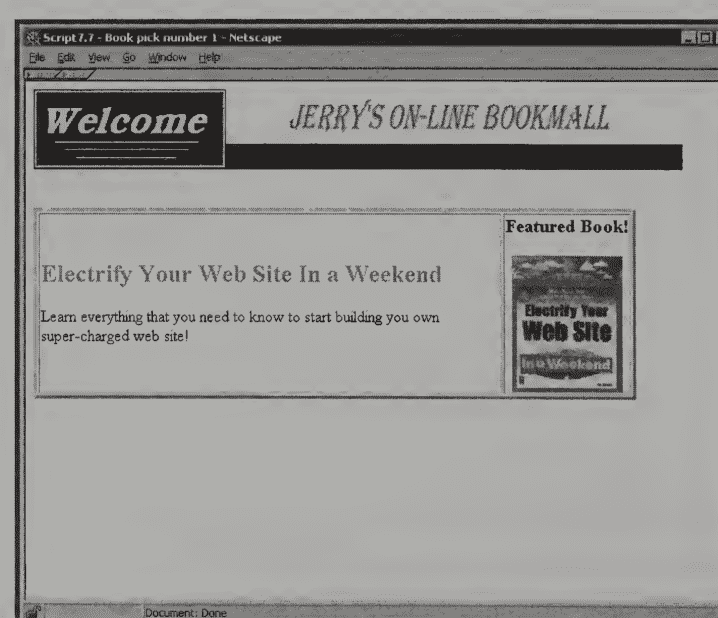 Script7.7 - Book pick number 1 - Netscape
File Edit View Go Window Help
Welcome
JERRY'S ON-LINE BOOKMALL
Featured Book!
Electrify Your Web Site In a Weekend
Learn everything that you need to know to start building you own
super-charged web site!
Electrify Your
Web Site
In a Weekend
Document: Done